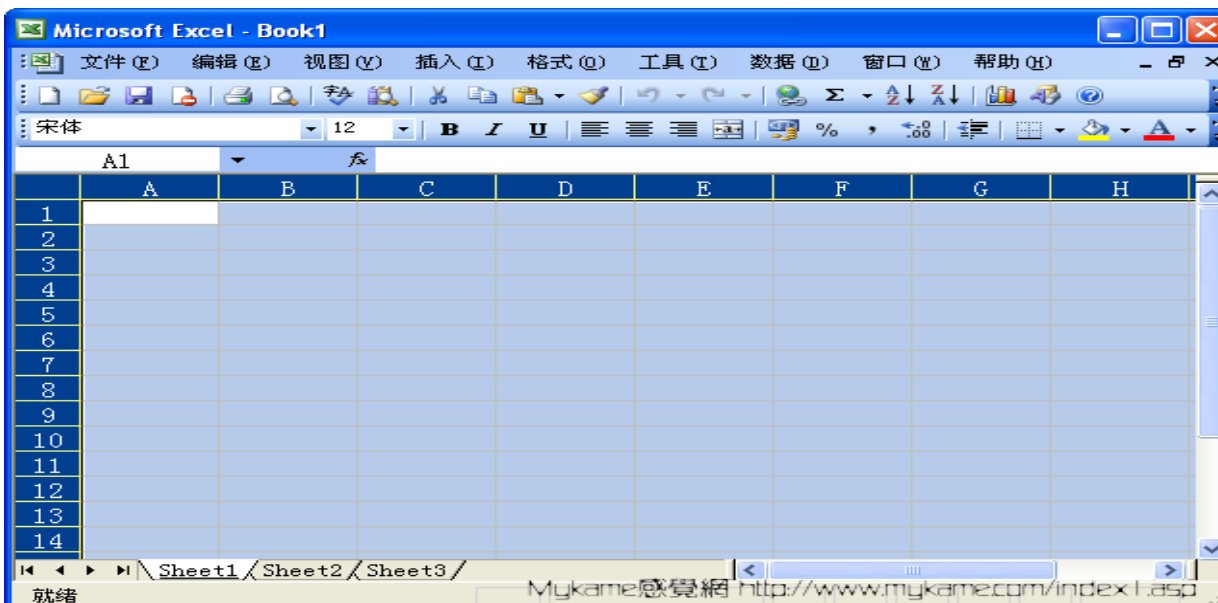 Microsoft Excel - Book1
文件(F) 编辑(E) 视图(V) 插入(I) 格式(O) 工具(T) 数据(D) 窗口(W) 帮助(H)
宋体 12 B I U % , .00
A1 fx
A B C D E F G H
1
2
3
4
5
6
7
8
9
10
11
12
13
14
Sheet1 Sheet2 Sheet3
就绪
Mykame感覺網 http://www.mykame.com/index1.asp